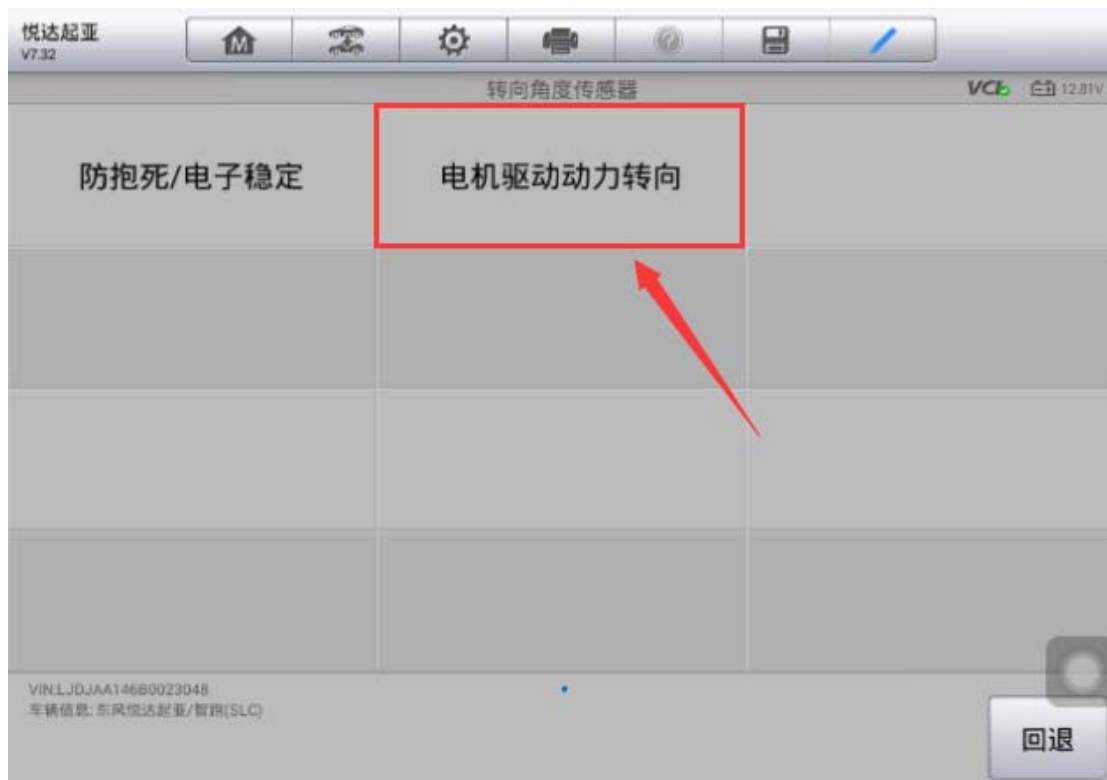 悦达起亚
V7.32
转向角度传感器
VCI 12.81V
防抱死/电子稳定
电机驱动动力转向
VIN:LJDJAA146B0023048
车辆信息: 东风悦达起亚/智跑(SLC)
回退